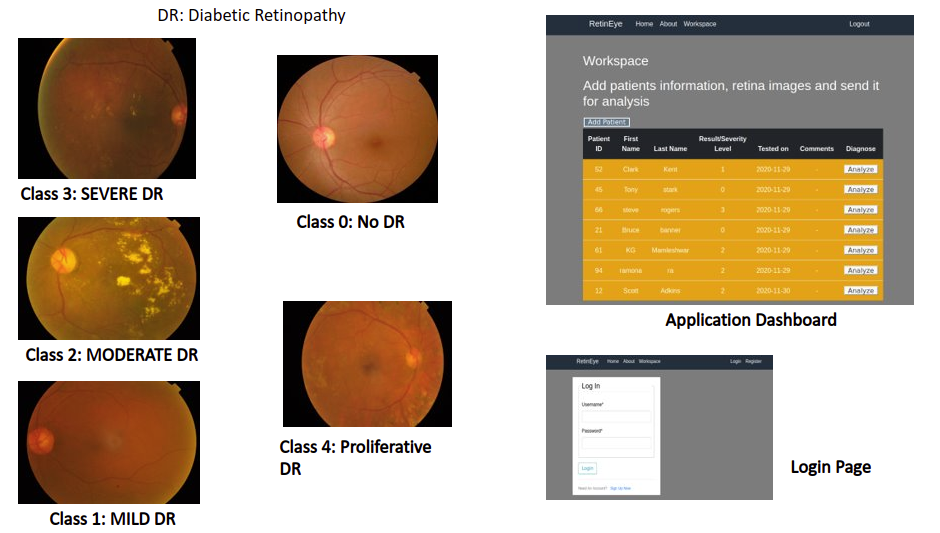 DR: Diabetic Retinopathy
Class 3: SEVERE DR
Class 2: MODERATE DR
Class 1: MILD DR
Class 0: No DR
Class 4: Proliferative
DR
RetinEye Home About Workspace Logout
Workspace
Add patients information, retina images and send it
for analysis
Add Patient
Patient ID First Name Last Name Result/Severity Level Tested on Comments Diagnose
52 Clark Kent 1 2020-11-29 - Analyze
45 Tony stark 0 2020-11-29 - Analyze
66 steve rogers 3 2020-11-29 - Analyze
21 Bruce banner 0 2020-11-29 - Analyze
61 KG Mamteshwar 2 2020-11-29 - Analyze
94 ramona ra 2 2020-11-29 - Analyze
12 Scott Adkins 2 2020-11-30 - Analyze
Application Dashboard
RetinEye Home About Workspace Login Register
Log In
Username*
Password*
Login
Need An Account? Sign Up Now
Login Page